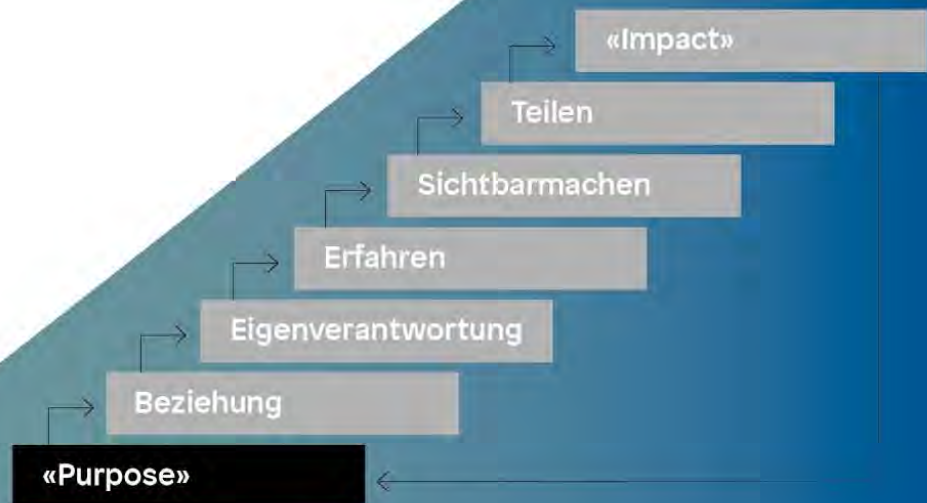 «Impact»
Teilen
Sichtbarmachen
Erfahren
Eigenverantwortung
Beziehung
«Purpose»